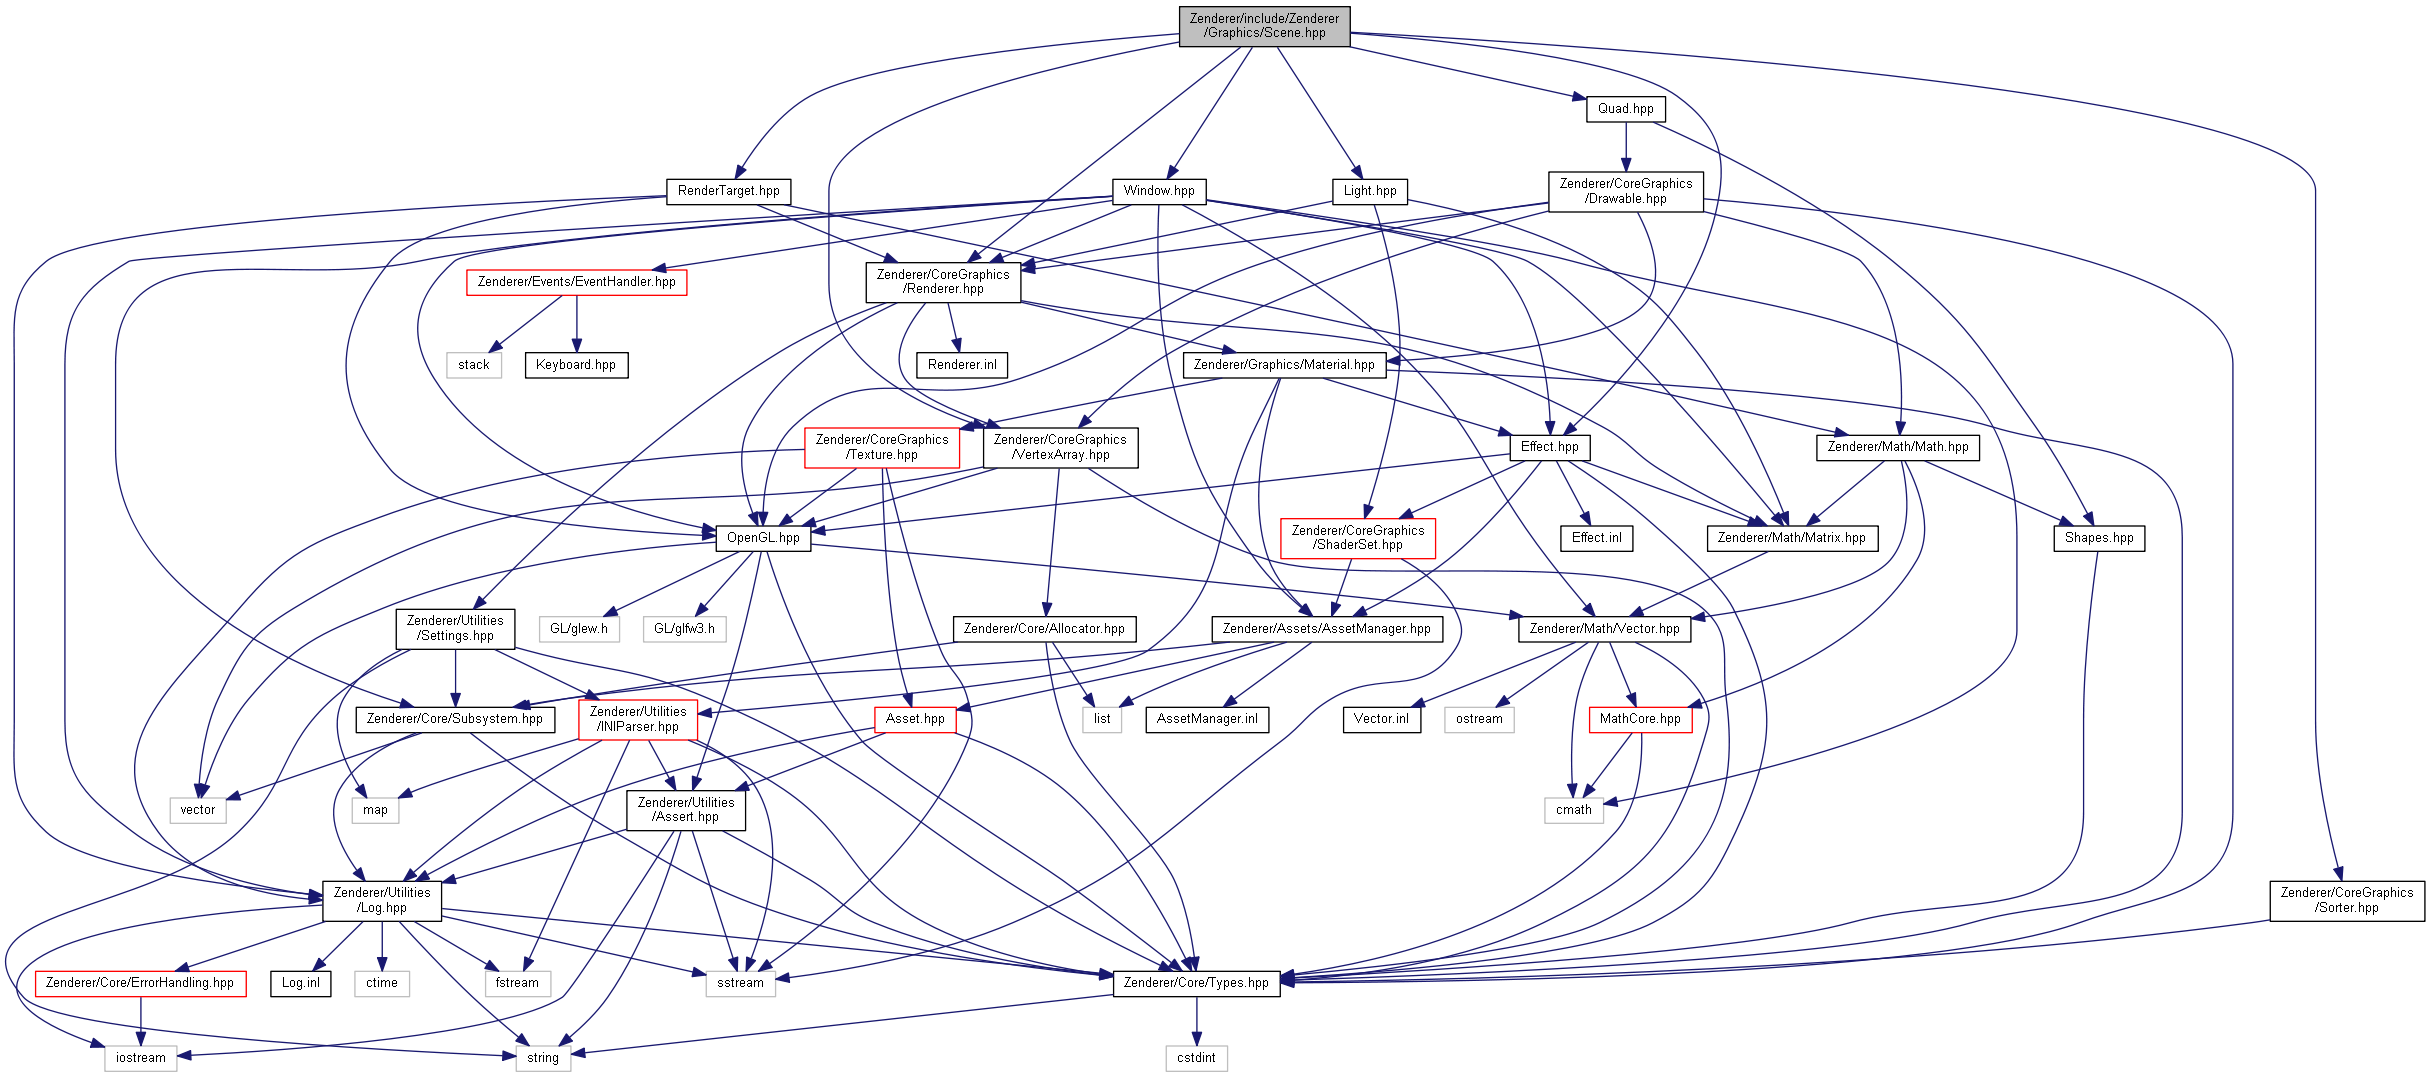 Zenderer/include/Zenderer
/Graphics/Scene.hpp
Quad.hpp
RenderTarget.hpp
Window.hpp
Light.hpp
Zenderer/CoreGraphics
/Drawable.hpp
Zenderer/Events/EventHandler.hpp
Zenderer/CoreGraphics
/Renderer.hpp
stack
Keyboard.hpp
Renderer.inl
Zenderer/Graphics/Material.hpp
Zenderer/CoreGraphics
/Texture.hpp
Zenderer/CoreGraphics
/VertexArray.hpp
Effect.hpp
Zenderer/Math/Math.hpp
OpenGL.hpp
Zenderer/CoreGraphics
/ShaderSet.hpp
Effect.inl
Zenderer/Math/Matrix.hpp
Shapes.hpp
Zenderer/Utilities
/Settings.hpp
GL/glew.h
GL/glfw3.h
Zenderer/Core/Allocator.hpp
Zenderer/Assets/AssetManager.hpp
Zenderer/Math/Vector.hpp
Zenderer/Core/Subsystem.hpp
Zenderer/Utilities
/INIParser.hpp
Asset.hpp
list
AssetManager.inl
Vector.inl
ostream
MathCore.hpp
vector
map
Zenderer/Utilities
/Assert.hpp
cmath
Zenderer/Utilities
/Log.hpp
Zenderer/CoreGraphics
/Sorter.hpp
Zenderer/Core/ErrorHandling.hpp
Log.inl
ctime
fstream
sstream
Zenderer/Core/Types.hpp
iostream
string
cstdint